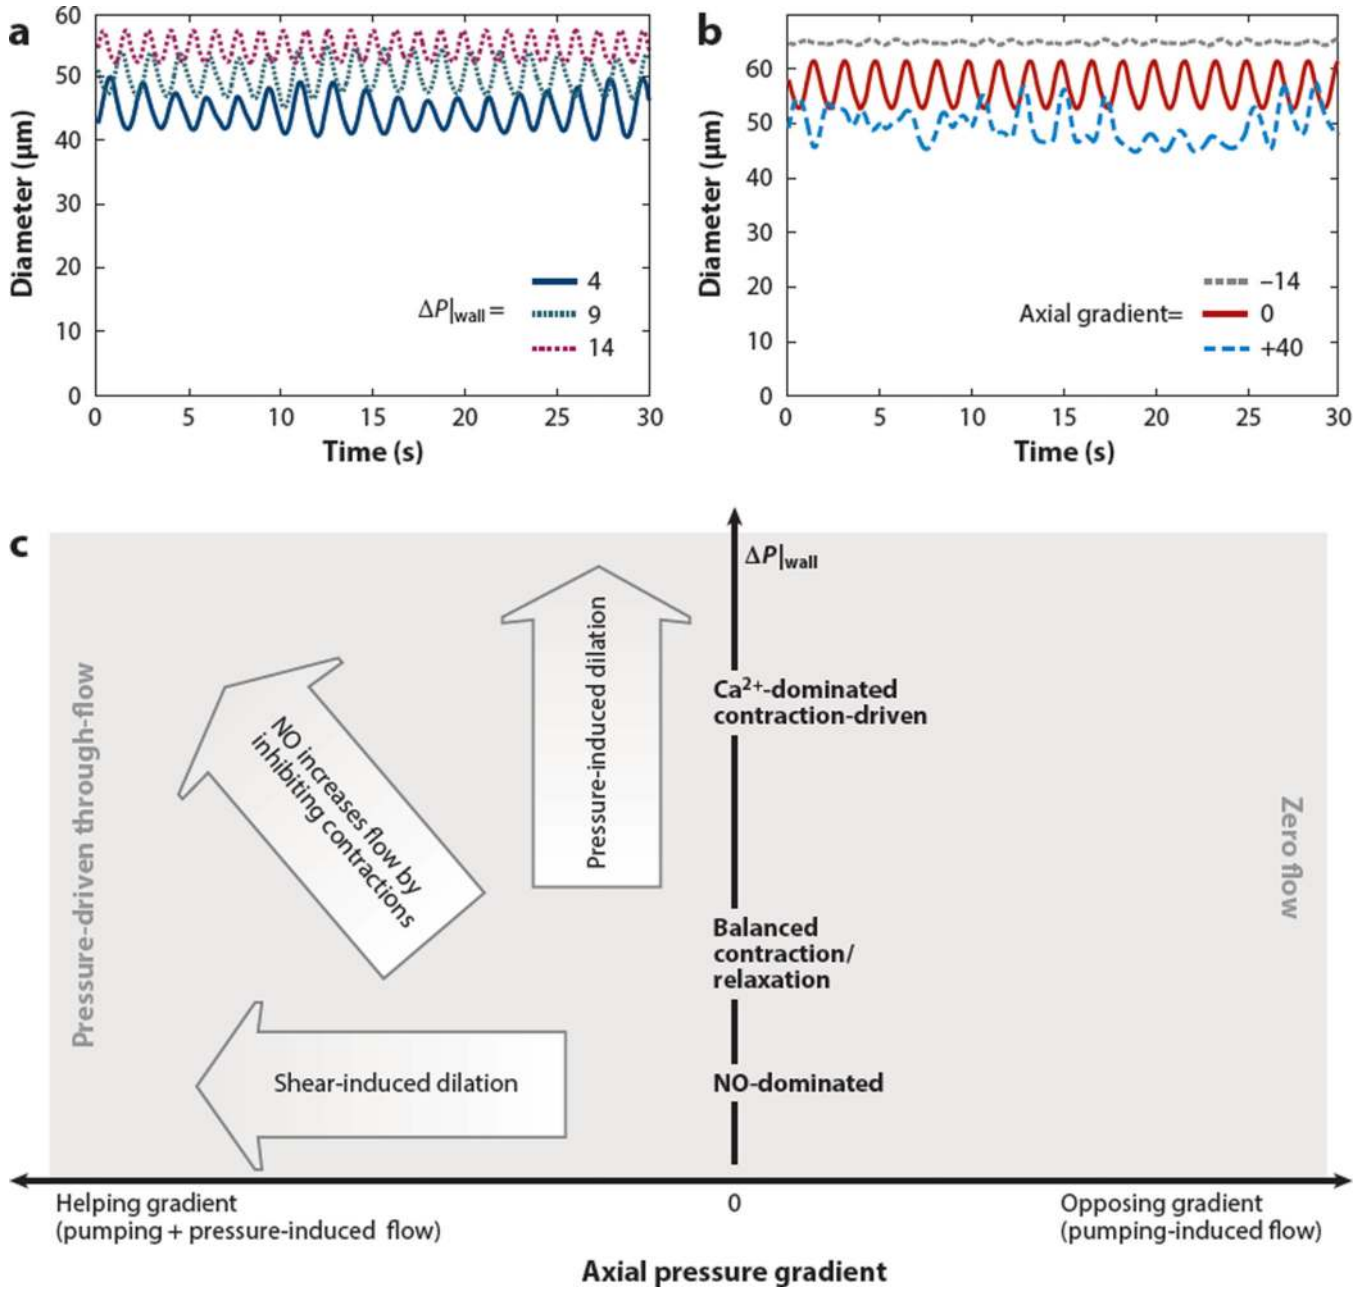 a
60
50
40
30
20
10
0
0 5 10 15 20 25 30
Diameter (μm)
Time (s)
ΔP|wall =
4
9
14
b
60
50
40
30
20
10
0
0 5 10 15 20 25 30
Diameter (μm)
Time (s)
Axial gradient=
–14
0
+40
c
ΔP|wall
Pressure-driven through-flow
NO increases flow by
inhibiting contractions
Pressure-induced dilation
Shear-induced dilation
Ca²⁺-dominated
contraction-driven
Balanced
contraction/
relaxation
NO-dominated
Zero flow
Helping gradient
(pumping + pressure-induced flow)
0
Opposing gradient
(pumping-induced flow)
Axial pressure gradient